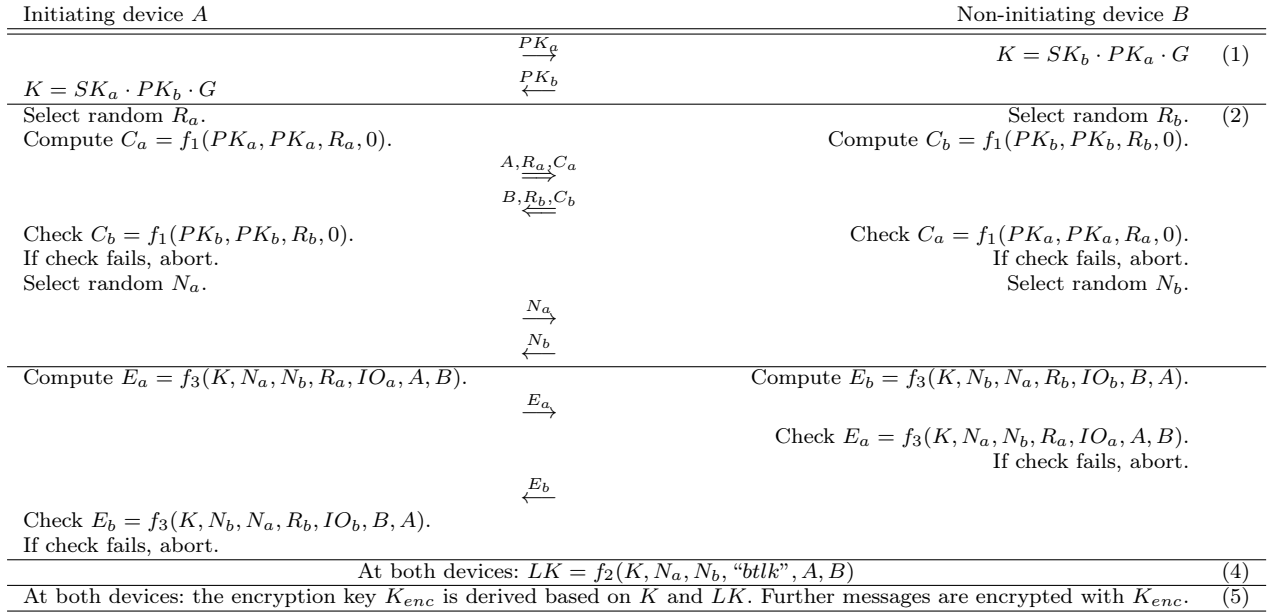 Initiating device A Non-initiating device B
PK_a
⟶ K = SK_b · PK_a · G (1)
PK_b
K = SK_a · PK_b · G ⟵
Select random R_a. Select random R_b. (2)
Compute C_a = f_1(PK_a, PK_a, R_a, 0). Compute C_b = f_1(PK_b, PK_b, R_b, 0).
A,R_a,C_a
⟹
B,R_b,C_b
⟸
Check C_b = f_1(PK_b, PK_b, R_b, 0). Check C_a = f_1(PK_a, PK_a, R_a, 0).
If check fails, abort. If check fails, abort.
Select random N_a. Select random N_b.
N_a
⟶
N_b
⟵
Compute E_a = f_3(K, N_a, N_b, R_a, IO_a, A, B). Compute E_b = f_3(K, N_b, N_a, R_b, IO_b, B, A).
E_a
⟶
Check E_a = f_3(K, N_a, N_b, R_a, IO_a, A, B).
If check fails, abort.
E_b
⟵
Check E_b = f_3(K, N_b, N_a, R_b, IO_b, B, A).
If check fails, abort.
At both devices: LK = f_2(K, N_a, N_b, “btlk”, A, B) (4)
At both devices: the encryption key K_enc is derived based on K and LK. Further messages are encrypted with K_enc. (5)